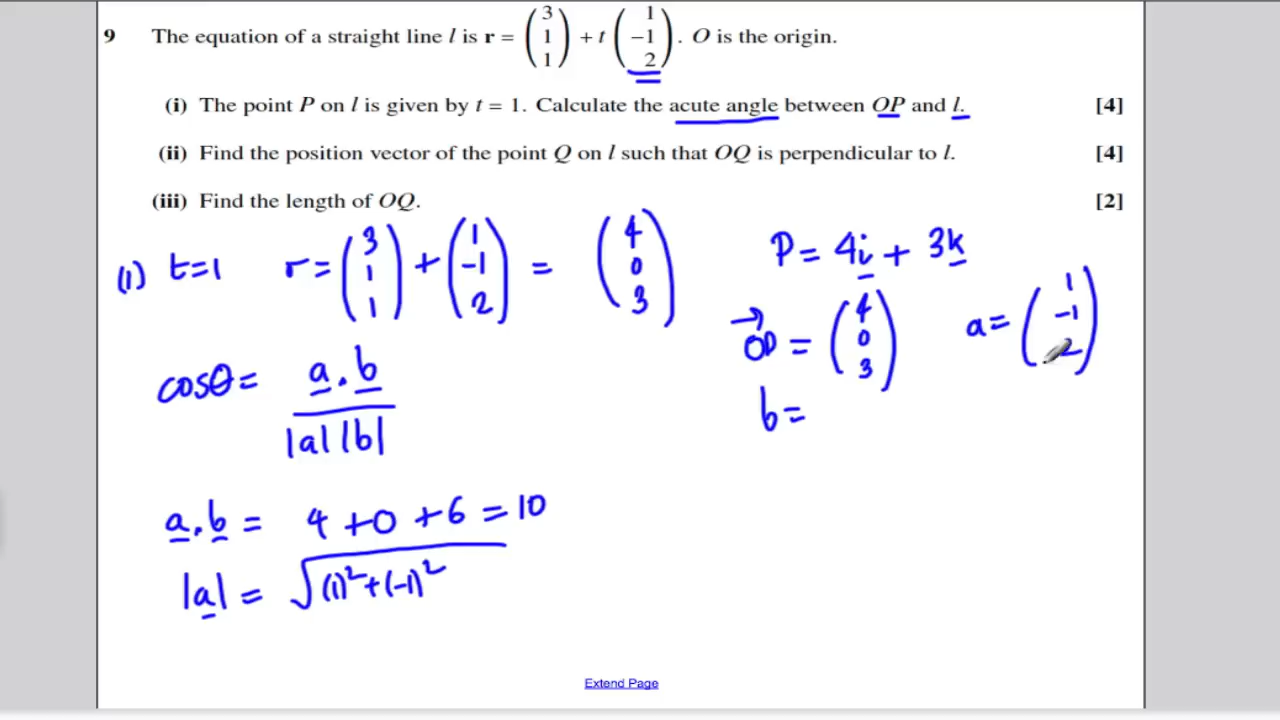 9 The equation of a straight line l is r = (3 1 1) + t (1 −1 2). O is the origin.
(i) The point P on l is given by t = 1. Calculate the acute angle between OP and l. [4]
(ii) Find the position vector of the point Q on l such that OQ is perpendicular to l. [4]
(iii) Find the length of OQ. [2]
(i) t=1 r = (3 1 1) + (1 -1 2) = (4 0 3)
P = 4i + 3k
OP = (4 0 3) a = (1 -1 2)
b =
cosθ = a . b
|a| |b|
a . b = 4 + 0 + 6 = 10
|a| = √(1)² + (-1)²
Extend Page